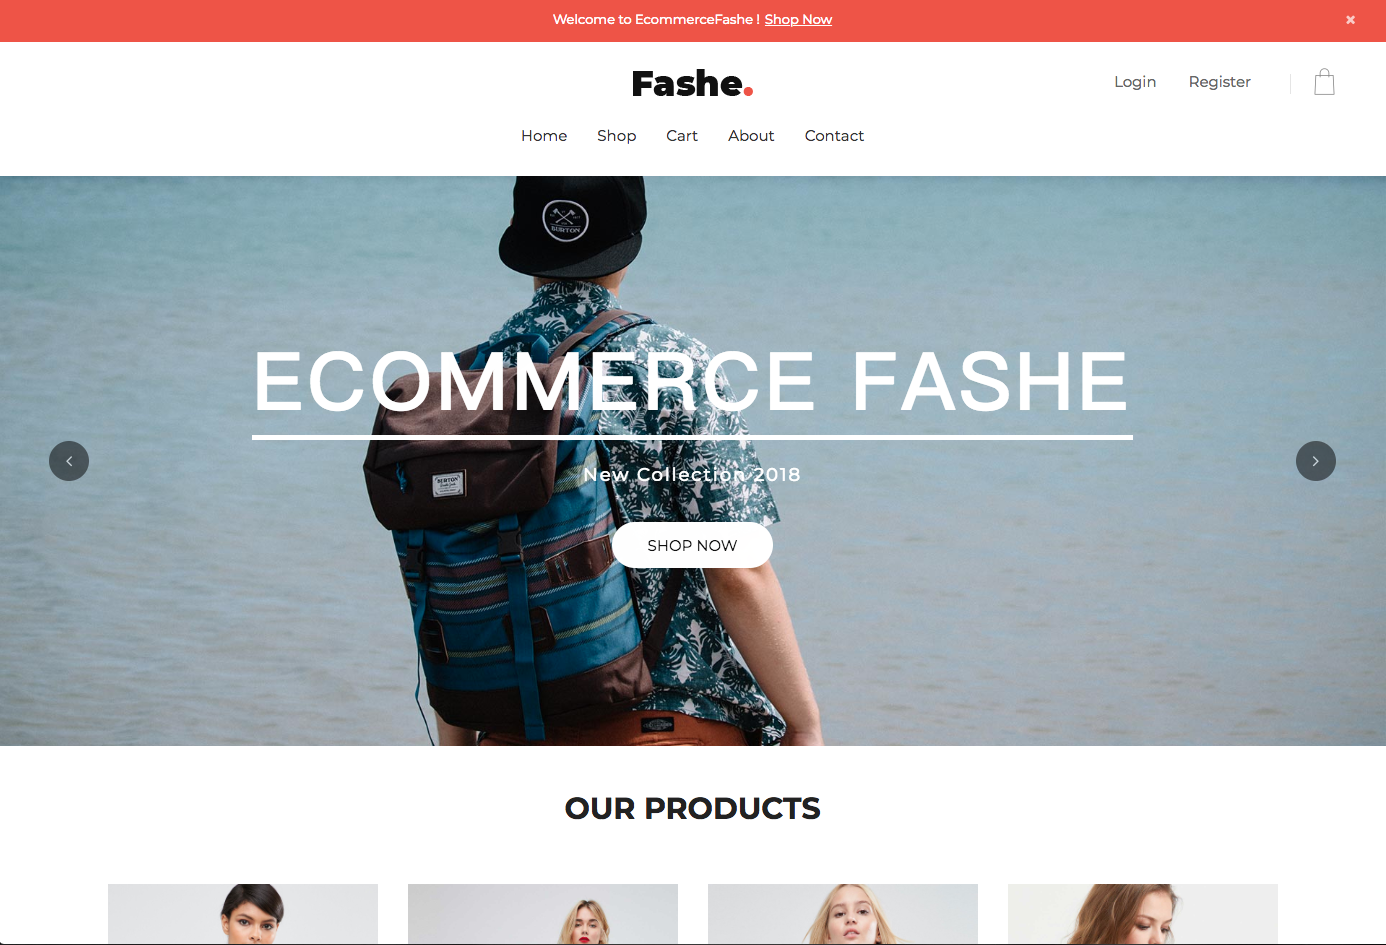 Welcome to EcommerceFashe ! Shop Now
Fashe.
Login Register
Home Shop Cart About Contact
BURTON
ECOMMERCE FASHE
New Collection 2018
BURTON
SHOP NOW
OUR PRODUCTS